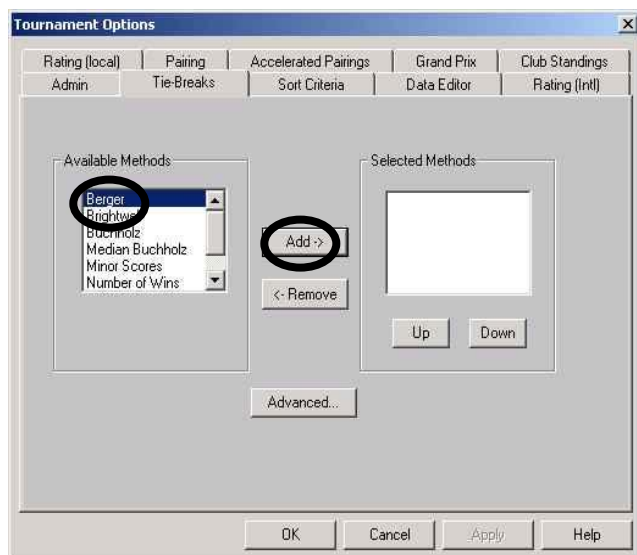 Tournament Options
Rating (local) Pairing Accelerated Pairings Grand Prix Club Standings
Admin Tie-Breaks Sort Criteria Data Editor Rating (Intl)
Available Methods
Berger
Buchholz
Median Buchholz
Minor Scores
Number of Wins
Add ->
<- Remove
Selected Methods
Up Down
Advanced...
OK Cancel Apply Help